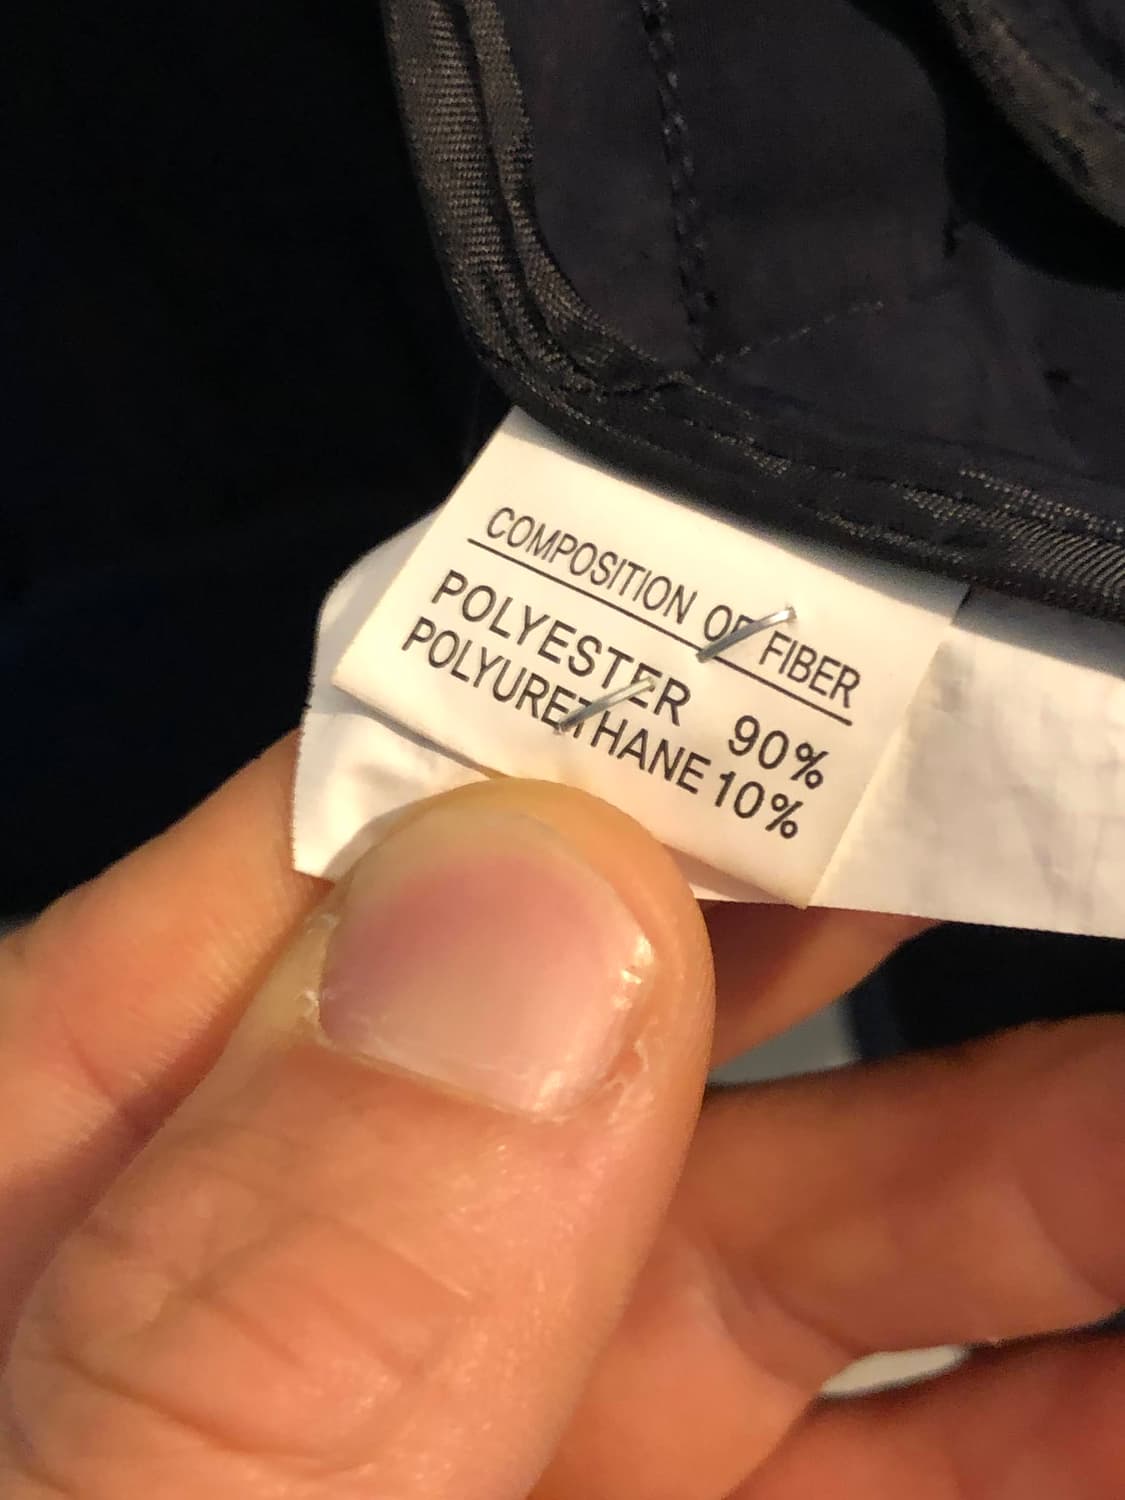 COMPOSITION OF FIBER
POLYESTER 90%
POLYURETHANE 10%